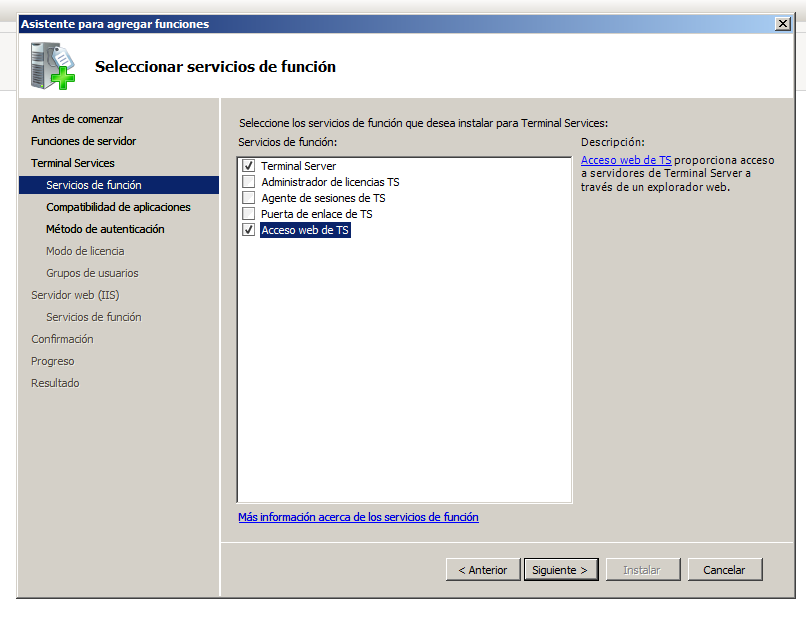 Asistente para agregar funciones
Seleccionar servicios de función
Antes de comenzar
Funciones de servidor
Terminal Services
Servicios de función
Compatibilidad de aplicaciones
Método de autenticación
Modo de licencia
Grupos de usuarios
Servidor web (IIS)
Servicios de función
Confirmación
Progreso
Resultado
Seleccione los servicios de función que desea instalar para Terminal Services:
Servicios de función:
Terminal Server
Administrador de licencias TS
Agente de sesiones de TS
Puerta de enlace de TS
Acceso web de TS
Descripción:
Acceso web de TS proporciona acceso
a servidores de Terminal Server a
través de un explorador web.
Más información acerca de los servicios de función
< Anterior
Siguiente >
Instalar
Cancelar